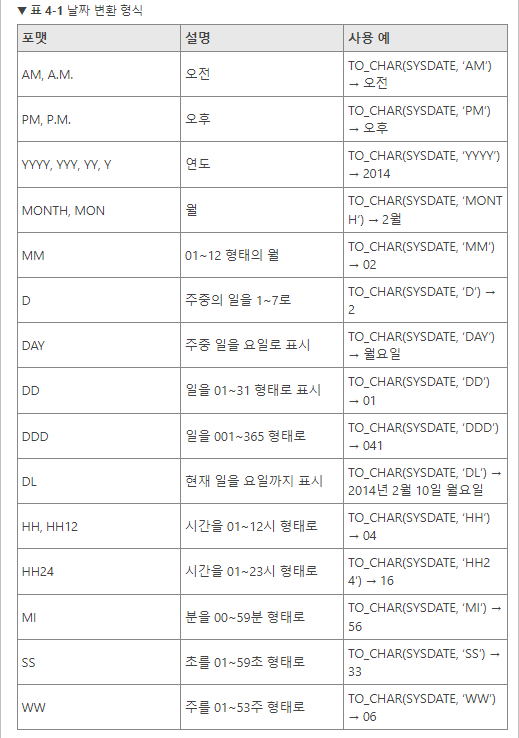 ▼ 표 4-1 날짜 변환 형식
포맷 설명 사용 예
AM, A.M. 오전 TO_CHAR(SYSDATE, ‘AM’)
→ 오전
PM, P.M. 오후 TO_CHAR(SYSDATE, ‘PM’)
→ 오후
YYYY, YYY, YY, Y 연도 TO_CHAR(SYSDATE, ‘YYYY’)
→ 2014
MONTH, MON 월 TO_CHAR(SYSDATE, ‘MONT
H’) → 2월
MM 01~12 형태의 월 TO_CHAR(SYSDATE, ‘MM’)
→ 02
D 주중의 일을 1~7로 TO_CHAR(SYSDATE, ‘D’) →
2
DAY 주중 일을 요일로 표시 TO_CHAR(SYSDATE, ‘DAY’)
→ 월요일
DD 일을 01~31 형태로 표시 TO_CHAR(SYSDATE, ‘DD’)
→ 01
DDD 일을 001~365 형태로 TO_CHAR(SYSDATE, ‘DDD’)
→ 041
DL 현재 일을 요일까지 표시 TO_CHAR(SYSDATE, ‘DL’) →
2014년 2월 10일 월요일
HH, HH12 시간을 01~12시 형태로 TO_CHAR(SYSDATE, ‘HH’)
→ 04
HH24 시간을 01~23시 형태로 TO_CHAR(SYSDATE, ‘HH2
4’) → 16
MI 분을 00~59분 형태로 TO_CHAR(SYSDATE, ‘MI’) →
56
SS 초를 01~59초 형태로 TO_CHAR(SYSDATE, ‘SS’) →
33
WW 주를 01~53주 형태로 TO_CHAR(SYSDATE, ‘WW’)
→ 06